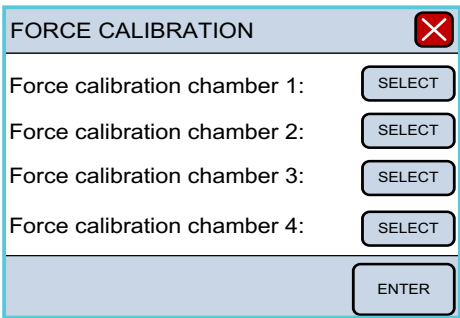 FORCE CALIBRATION
Force calibration chamber 1: SELECT
Force calibration chamber 2: SELECT
Force calibration chamber 3: SELECT
Force calibration chamber 4: SELECT
ENTER